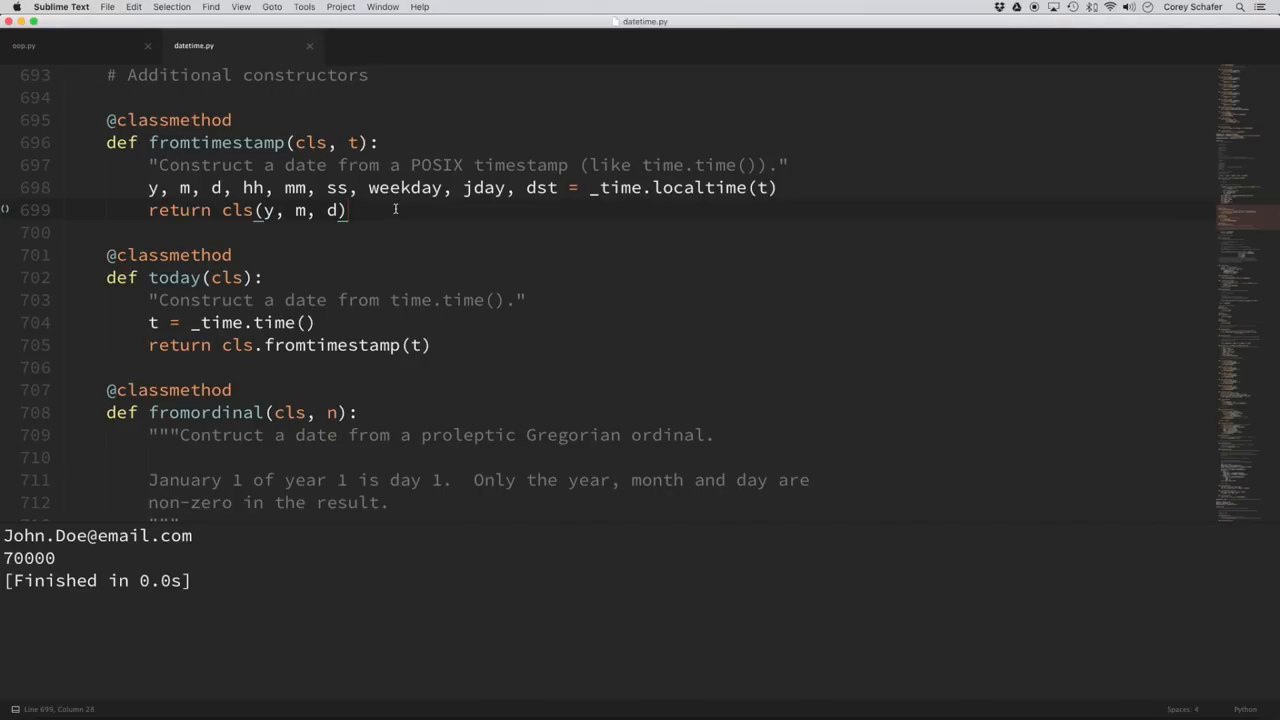 Sublime Text File Edit Selection Find View Goto Tools Project Window Help Corey Schafer
datetime.py
oop.py datetime.py
693 # Additional constructors
694
695 @classmethod
696 def fromtimestamp(cls, t):
697 "Construct a date from a POSIX timestamp (like time.time())."
698 y, m, d, hh, mm, ss, weekday, jday, dst = _time.localtime(t)
699 return cls(y, m, d)
700
701 @classmethod
702 def today(cls):
703 "Construct a date from time.time()."
704 t = _time.time()
705 return cls.fromtimestamp(t)
706
707 @classmethod
708 def fromordinal(cls, n):
709 """Contruct a date from a proleptic Gregorian ordinal.
710
711 January 1 of year 1 is day 1. Only the year, month and day are
712 non-zero in the result.
"""
John.Doe@email.com
70000
[Finished in 0.0s]
Line 699, Column 28 Spaces: 4 Python